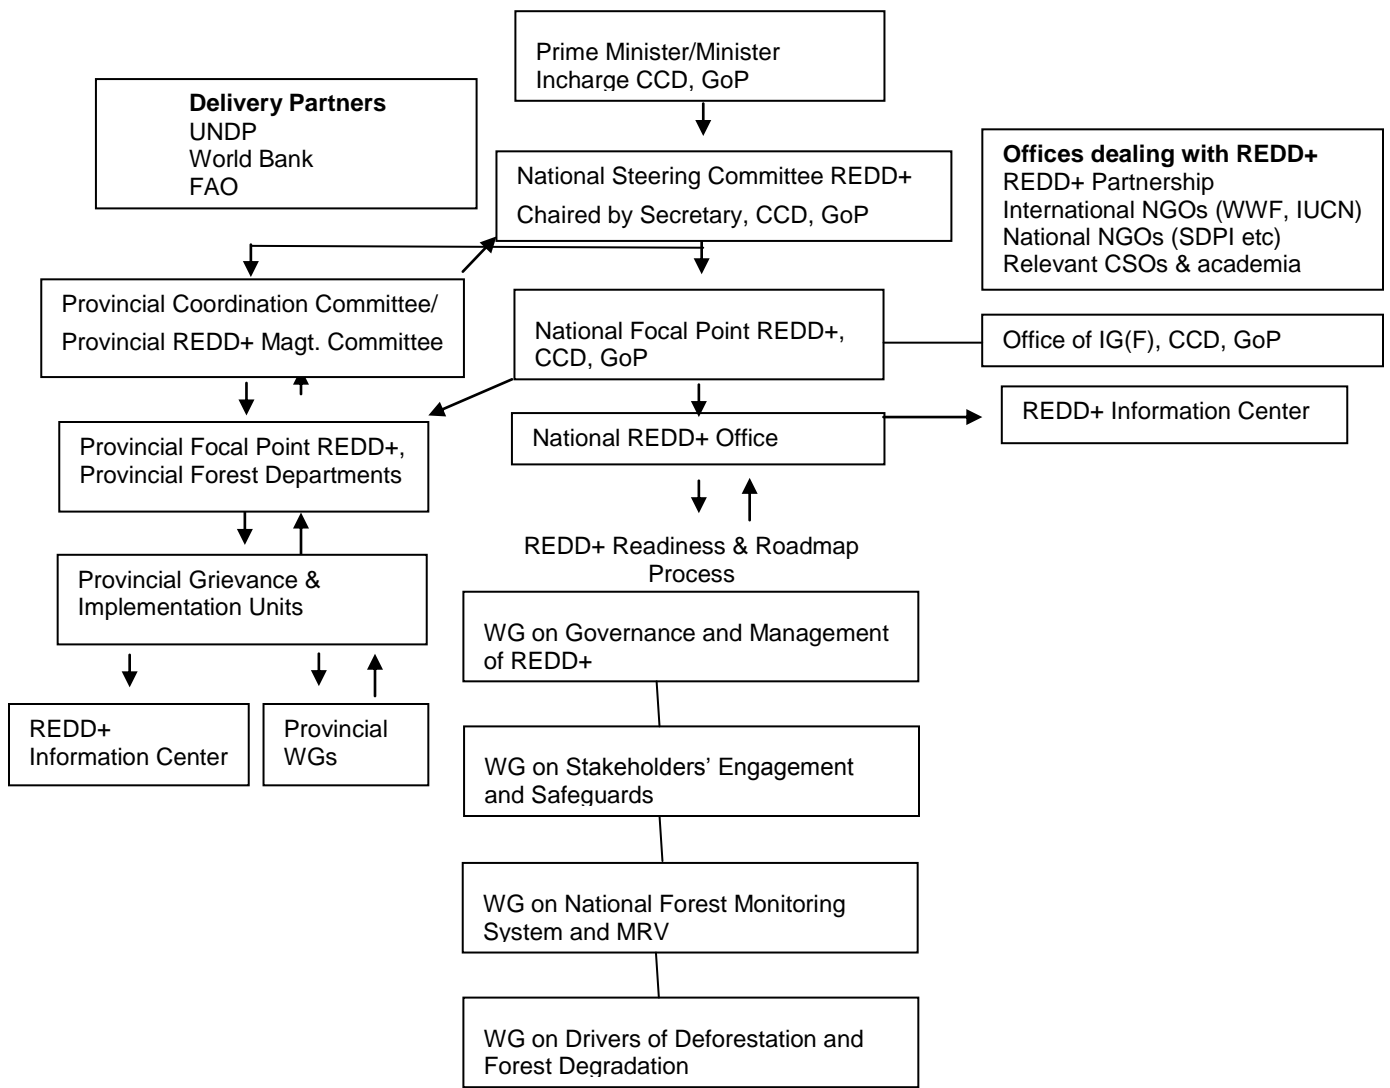 Prime Minister/Minister
Incharge CCD, GoP
Delivery Partners
UNDP
World Bank
FAO
Offices dealing with REDD+
REDD+ Partnership
International NGOs (WWF, IUCN)
National NGOs (SDPI etc)
Relevant CSOs & academia
National Steering Committee REDD+
Chaired by Secretary, CCD, GoP
Provincial Coordination Committee/
Provincial REDD+ Magt. Committee
National Focal Point REDD+,
CCD, GoP
Office of IG(F), CCD, GoP
REDD+ Information Center
Provincial Focal Point REDD+,
Provincial Forest Departments
National REDD+ Office
REDD+ Readiness & Roadmap
Process
Provincial Grievance &
Implementation Units
WG on Governance and Management
of REDD+
REDD+
Information Center
Provincial
WGs
WG on Stakeholders’ Engagement
and Safeguards
WG on National Forest Monitoring
System and MRV
WG on Drivers of Deforestation and
Forest Degradation